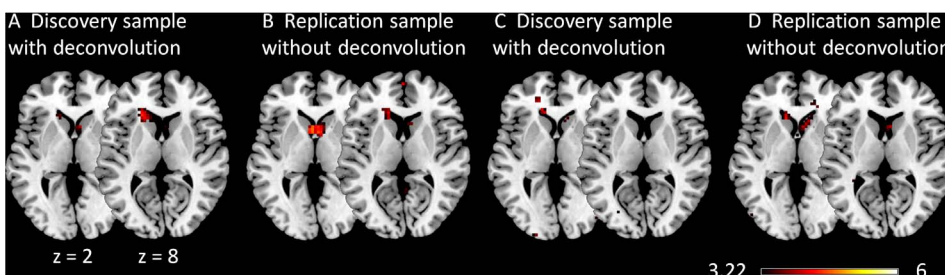 A Discovery sample
with deconvolution
B Replication sample
without deconvolution
C Discovery sample
with deconvolution
D Replication sample
without deconvolution
z = 2
z = 8
3.22
6